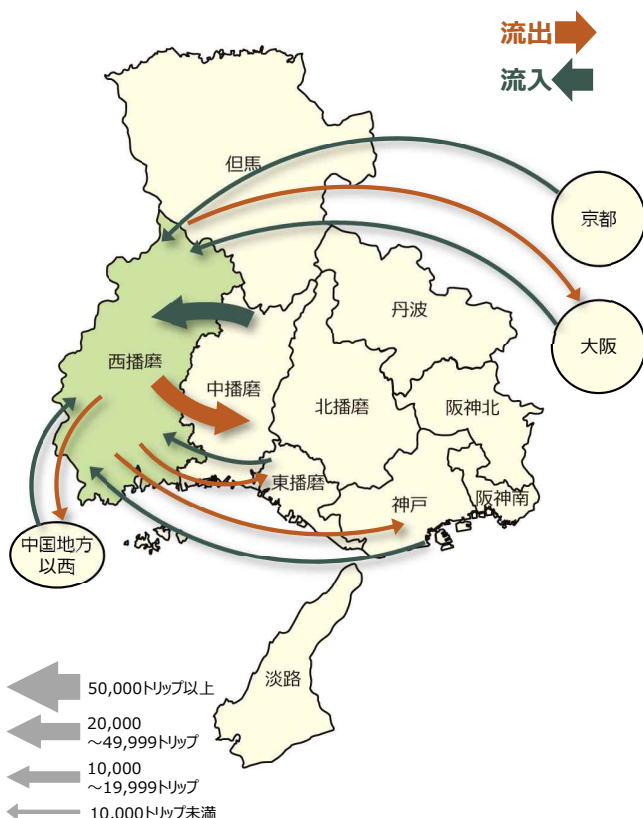 流出
流入
但馬
京都
丹波
大阪
西播磨
中播磨
北播磨
阪神北
東播磨
神戸
阪神南
中国地方
以西
淡路
50,000トリップ以上
20,000
～49,999トリップ
10,000
～19,999トリップ
10,000トリップ未満